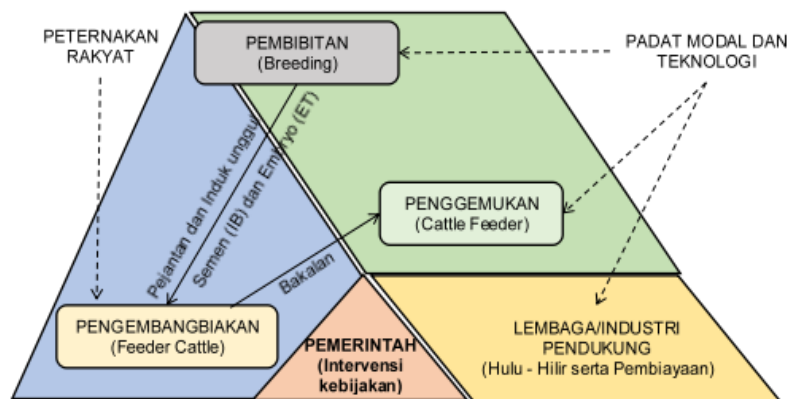 PETERNAKAN
RAKYAT
PEMBIBITAN
(Breeding)
PADAT MODAL DAN
TEKNOLOGI
Pejantan dan Induk unggul
Semen (IB) dan Embryo (ET)
PENGGEMUKAN
(Cattle Feeder)
Bakalan
PENGEMBANGBIAKAN
(Feeder Cattle)
PEMERINTAH
(Intervensi
kebijakan)
LEMBAGA/INDUSTRI
PENDUKUNG
(Hulu - Hilir serta Pembiayaan)